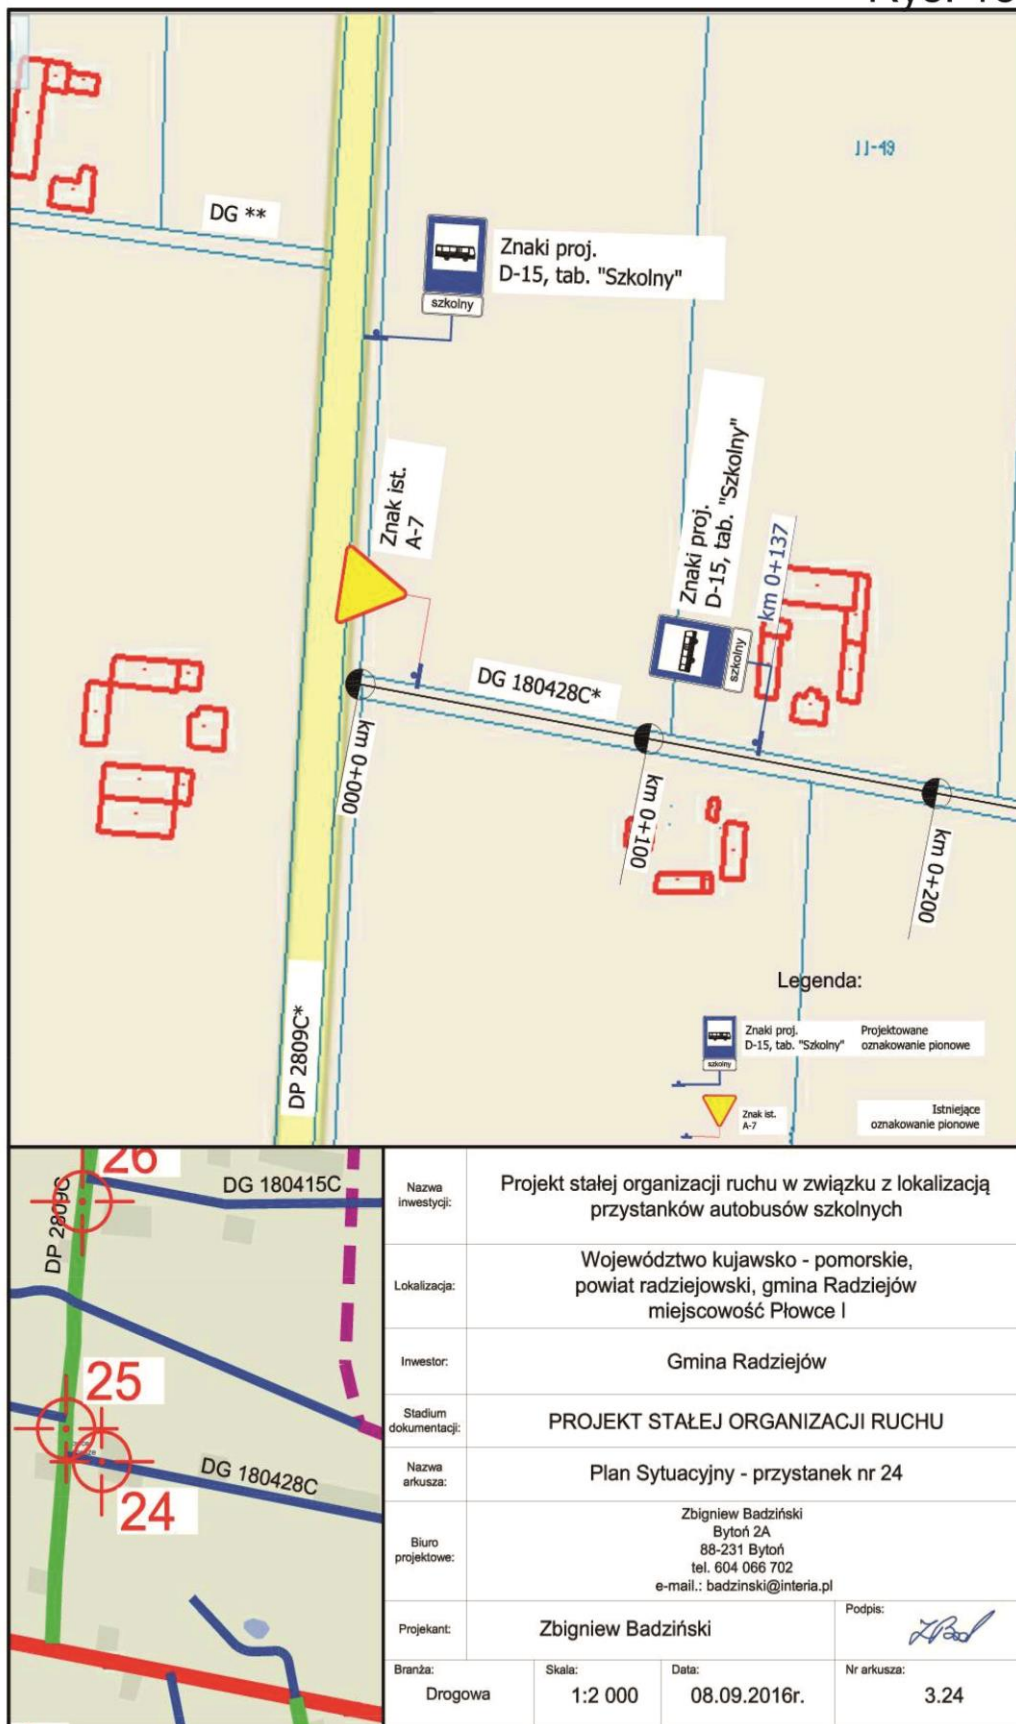 11-49
DG **
szkolny
Znaki proj.
D-15, tab. "Szkolny"
Znak ist.
A-7
Znaki proj.
D-15, tab. "Szkolny"
km 0+137
szkolny
DG 180428C*
km 0+000
km 0+100
km 0+200
DP 2809C*
Legenda:
szkolny
Znaki proj.
D-15, tab. "Szkolny"
Projektowane
oznakowanie pionowe
Znak ist.
A-7
Istniejące
oznakowanie pionowe
26
DG 180415C
DP 2809C
25
DG 180428C
24
Nazwa
inwestycji:
Projekt stałej organizacji ruchu w związku z lokalizacją
przystanków autobusów szkolnych
Lokalizacja:
Województwo kujawsko - pomorskie,
powiat radziejowski, gmina Radziejów
miejscowość Płowce I
Inwestor:
Gmina Radziejów
Stadium
dokumentacji:
PROJEKT STAŁEJ ORGANIZACJI RUCHU
Nazwa
arkusza:
Plan Sytuacyjny - przystanek nr 24
Biuro
projektowe:
Zbigniew Badziński
Bytoń 2A
88-231 Bytoń
tel. 604 066 702
e-mail.: badzinski@interia.pl
Projekant:
Zbigniew Badziński
Podpis:
Branża:
Drogowa
Skala:
1:2 000
Data:
08.09.2016r.
Nr arkusza:
3.24